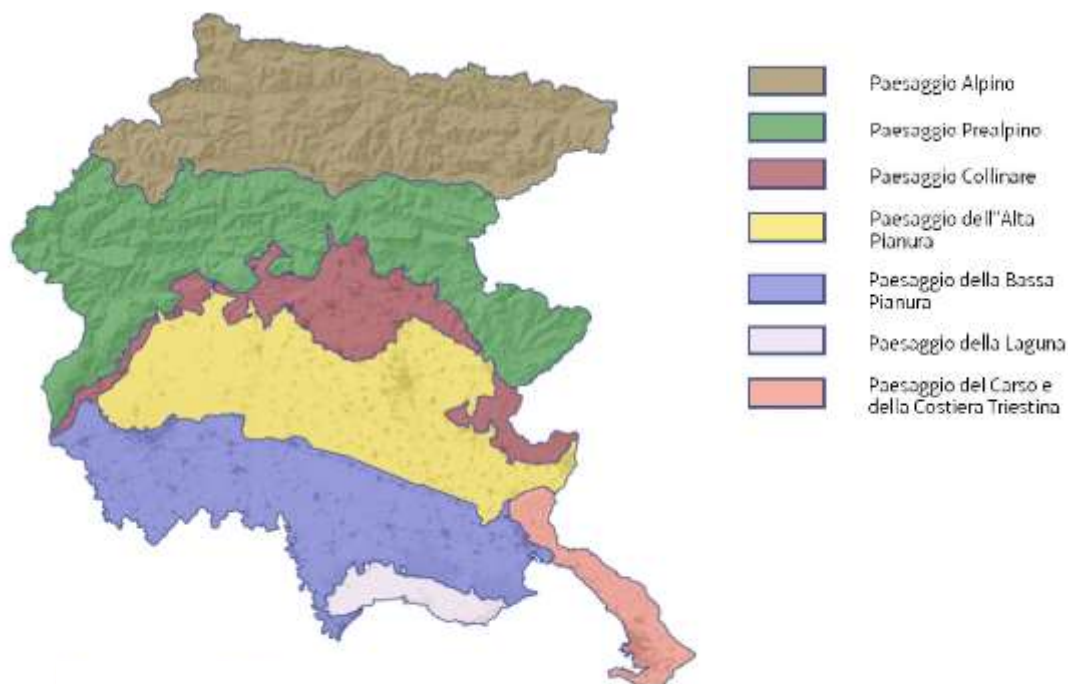 Paesaggio Alpino
Paesaggio Prealpino
Paesaggio Collinare
Paesaggio dell''Alta
Pianura
Paesaggio della Bassa
Pianura
Paesaggio della Laguna
Paesaggio del Carso e
della Costiera Triestina